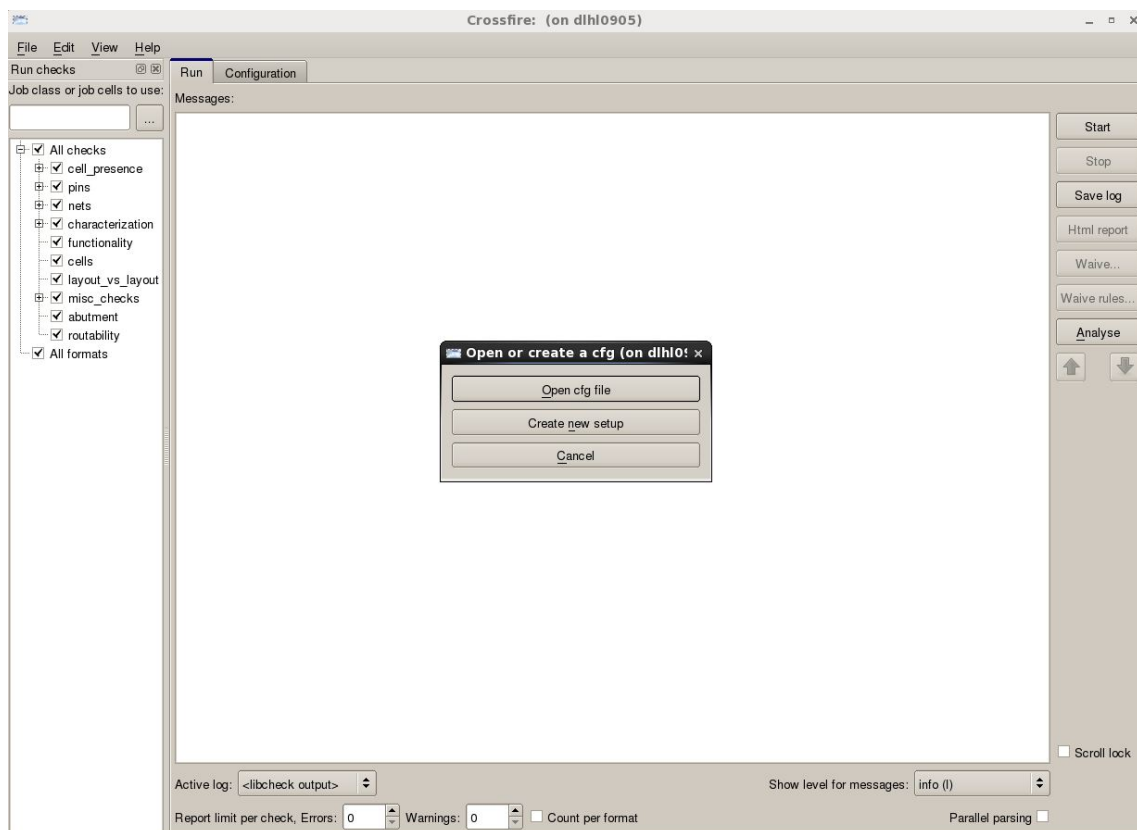 Crossfire: (on dlhl0905)
File Edit View Help
Run checks
Job class or job cells to use:
...
All checks
cell_presence
pins
nets
characterization
functionality
cells
layout_vs_layout
misc_checks
abutment
routability
All formats
Run Configuration
Messages:
Open or create a cfg (on dlhl09
Open cfg file
Create new setup
Cancel
Start
Stop
Save log
Html report
Waive...
Waive rules...
Analyse
Scroll lock
Active log: <libcheck output> Show level for messages: info (I)
Report limit per check, Errors: 0 Warnings: 0 Count per format Parallel parsing